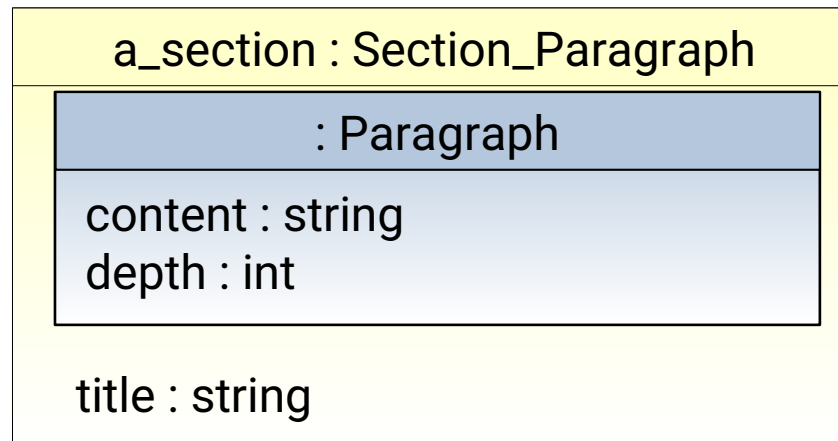 a_section : Section_Paragraph
: Paragraph
content : string
depth : int
title : string